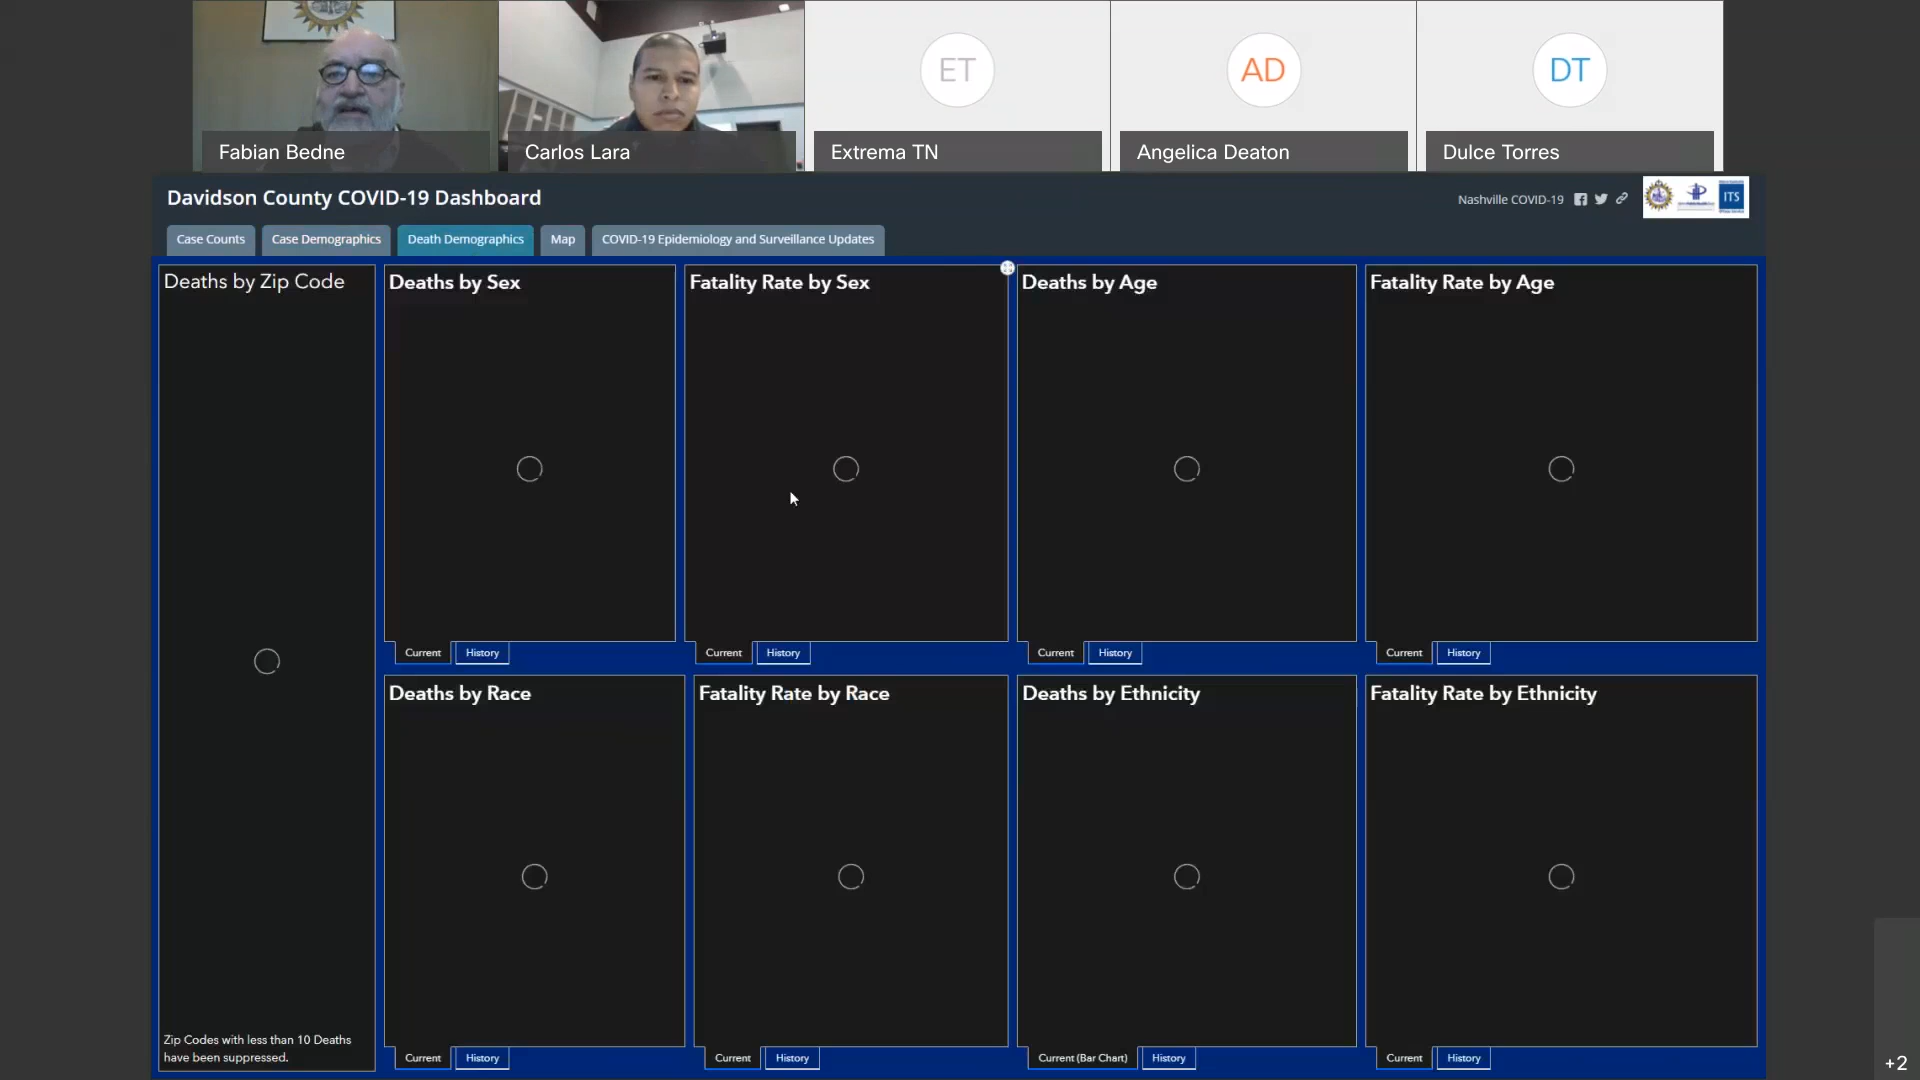 ET
AD
DT
Fabian Bedne
Carlos Lara
Extrema TN
Angelica Deaton
Dulce Torres
Davidson County COVID-19 Dashboard
Nashville COVID-19
ITS
Case Counts
Case Demographics
Death Demographics
Map
COVID-19 Epidemiology and Surveillance Updates
Deaths by Zip Code
Deaths by Sex
Fatality Rate by Sex
Deaths by Age
Fatality Rate by Age
Current
History
Current
History
Current
History
Current
History
Deaths by Race
Fatality Rate by Race
Deaths by Ethnicity
Fatality Rate by Ethnicity
Zip Codes with less than 10 Deaths
have been suppressed.
Current
History
Current
History
Current (Bar Chart)
History
Current
History
+2